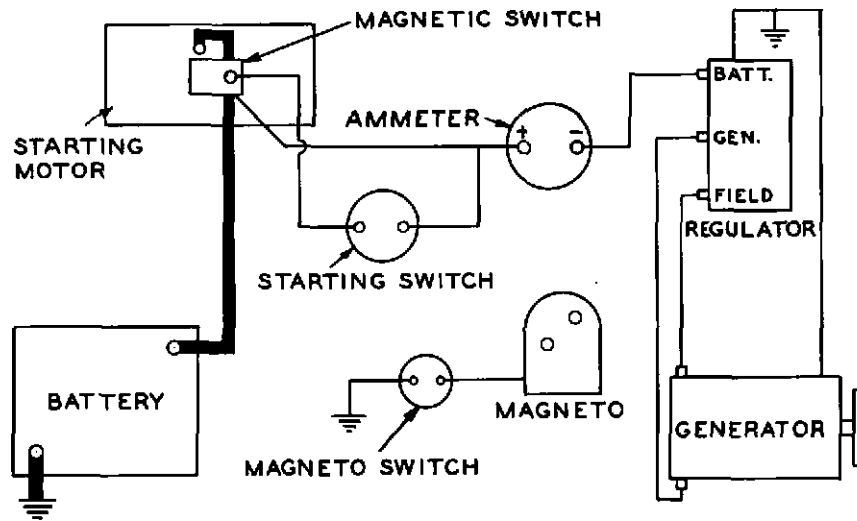 MAGNETIC SWITCH
BATT.
AMMETER
+ −
GEN.
STARTING
MOTOR
FIELD
REGULATOR
STARTING SWITCH
BATTERY
MAGNETO
GENERATOR
MAGNETO SWITCH